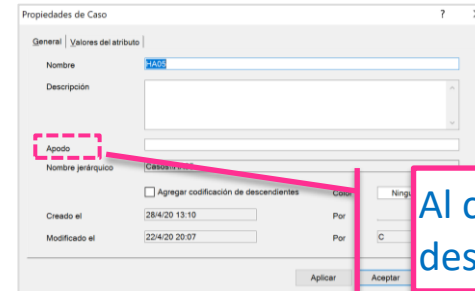 Propiedades de Caso ?
General Valores del atributo
Nombre HA05
Descripción
Apodo
Nombre jerárquico
Agregar codificación de descendientes Color
Creado el 28/4/20 13:10 Por
Modificado el 22/4/20 20:07 Por C
Aplicar Aceptar
Al
des